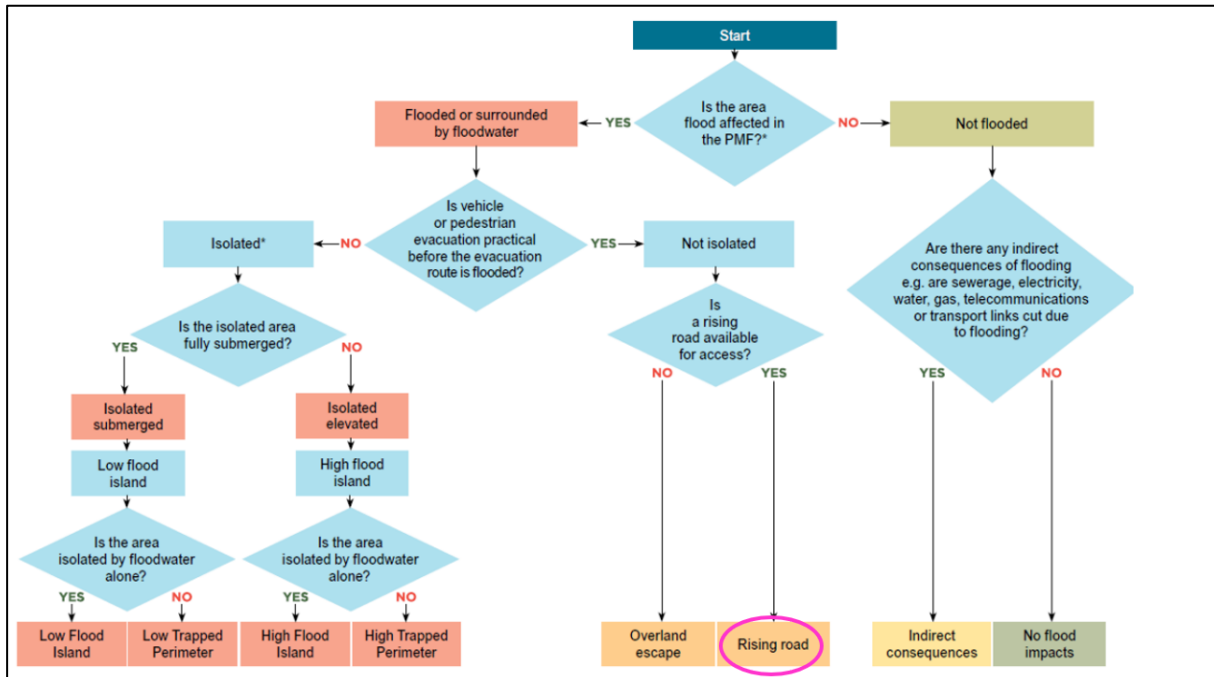 Start
Is the area
flood affected in
the PMF?*
YES
NO
Flooded or surrounded
by floodwater
Not flooded
Is vehicle
or pedestrian
evacuation practical
before the evacuation
route is flooded?
NO
YES
Isolated*
Not isolated
Are there any indirect
consequences of flooding
e.g. are sewerage, electricity,
water, gas, telecommunications
or transport links cut due
to flooding?
Is the isolated area
fully submerged?
YES
NO
Is
a rising
road available
for access?
NO
YES
YES
NO
Isolated
submerged
Isolated
elevated
Low flood
island
High flood
island
Is the area
isolated by floodwater
alone?
Is the area
isolated by floodwater
alone?
YES
NO
YES
NO
Low Flood
Island
Low Trapped
Perimeter
High Flood
Island
High Trapped
Perimeter
Overland
escape
Rising road
Indirect
consequences
No flood
impacts